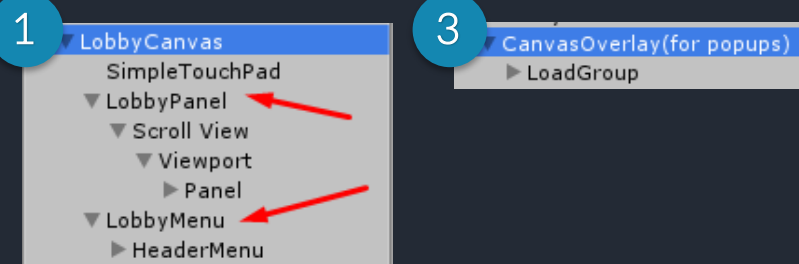 1
LobbyCanvas
SimpleTouchPad
LobbyPanel
Scroll View
Viewport
Panel
LobbyMenu
HeaderMenu
3
CanvasOverlay(for popups)
LoadGroup